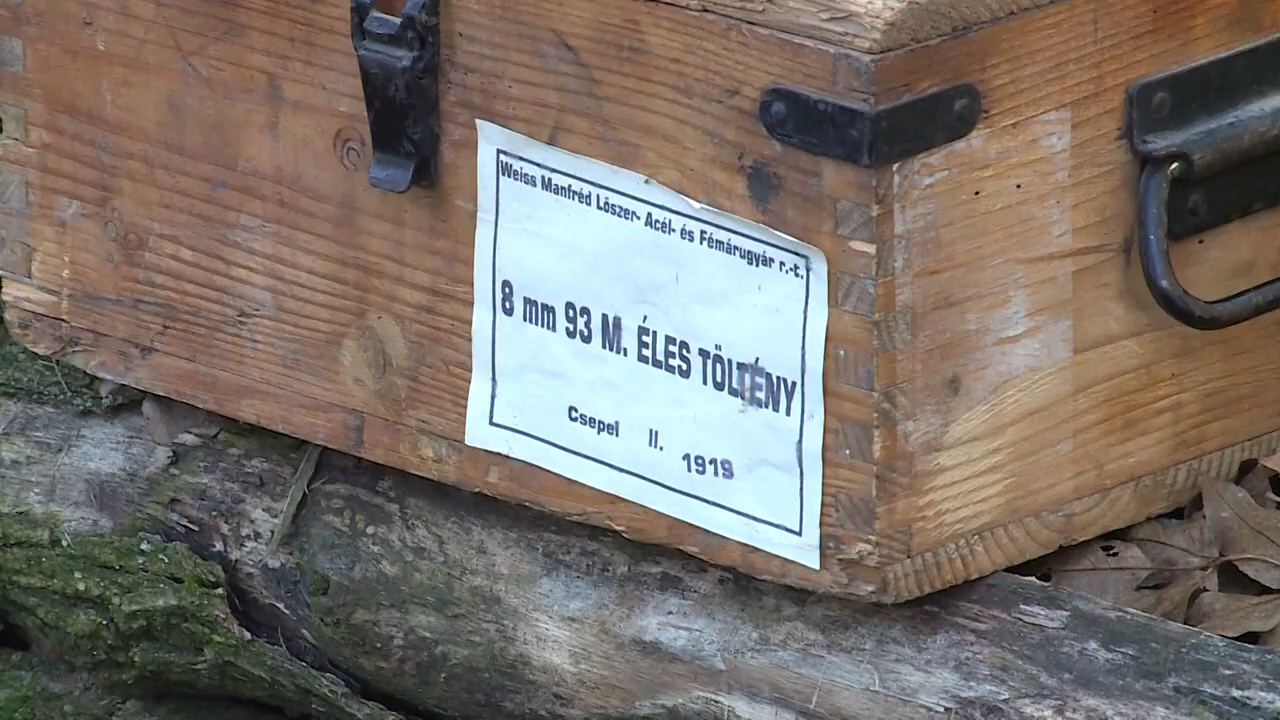 Weiss Manfréd Lőszer- Acél- és Fémárugyár r.-t.
8 mm 93 M. ÉLES TÖLTÉNY
Csepel II. 1919